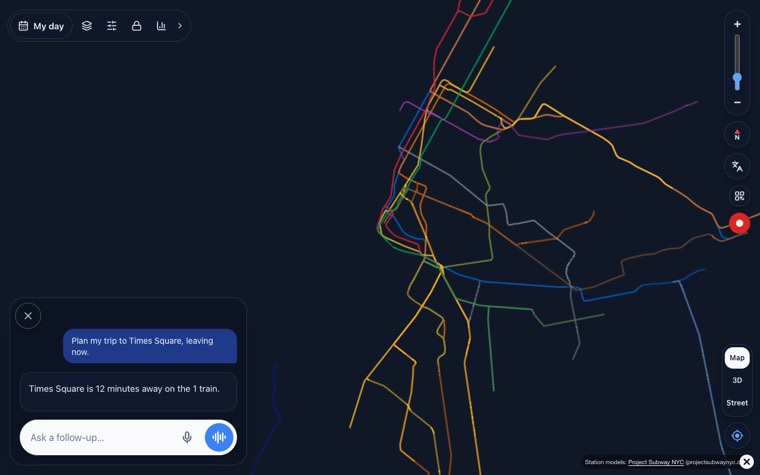 My day
N
Plan my trip to Times Square, leaving
now.
Times Square is 12 minutes away on the 1 train.
Ask a follow-up...
Map
3D
Street
Station models: Project Subway NYC (projectsubwaynyc.c